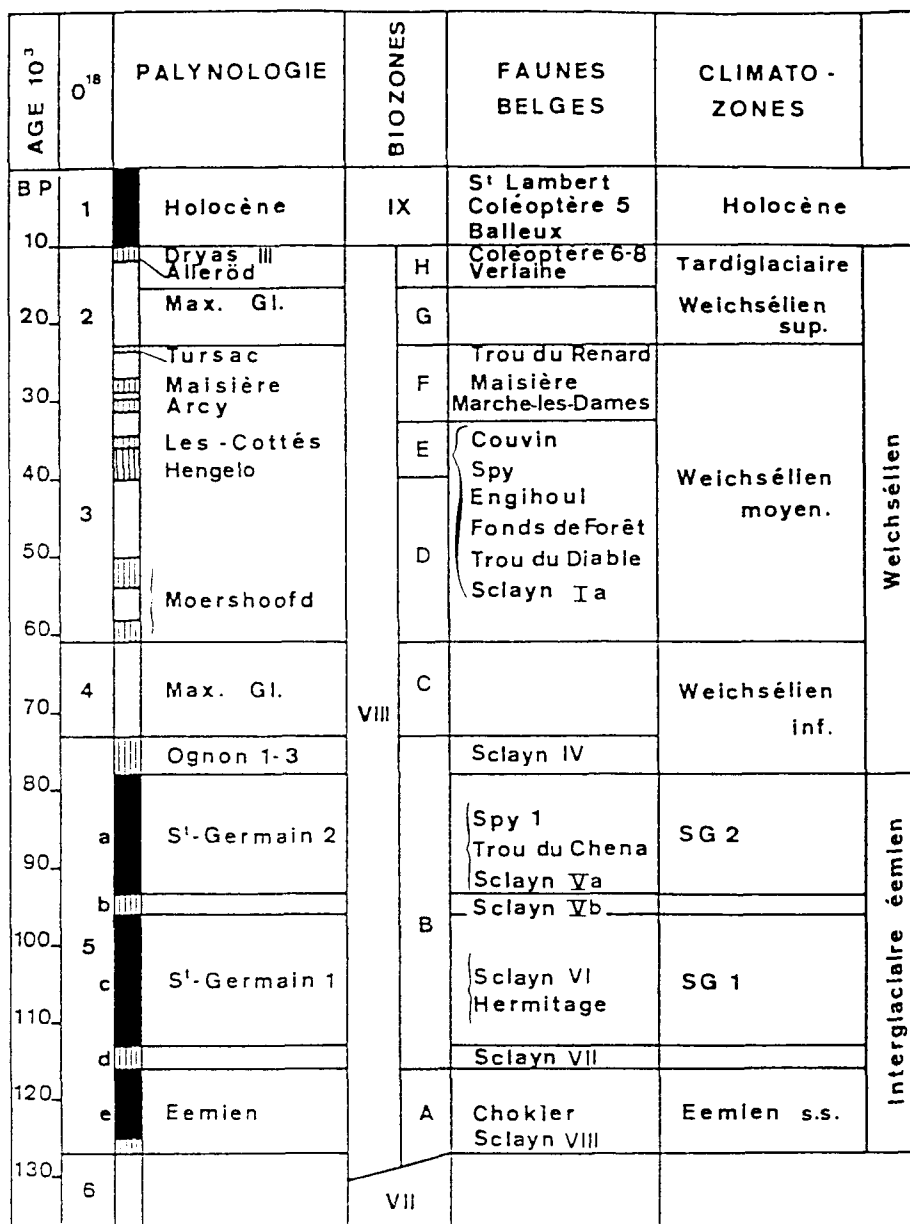 AGE 10³
O¹⁸
PALYNOLOGIE
BIOZONES
FAUNES
BELGES
CLIMATO -
ZONES
BP
10
1
Holocène
IX
Sᵗ Lambert
Coléoptère 5
Balleux
Holocène
Dryas III
Alleröd
H
Coléoptère 6-8
Verlaine
Tardiglaciaire
20
2
Max. Gl.
G
Weichsélien
sup.
Tursac
Maisière
Arcy
30
F
Trou du Renard
Maisière
Marche-les-Dames
Les - Cottés
Hengelo
40
3
E
Couvin
Spy
Engihoul
Fonds de Forêt
Trou du Diable
Sclayn Ia
Weichsélien
moyen.
50
D
Moershoofd
60
4
Max. Gl.
C
Weichsélien
inf.
70
VIII
Ognon 1-3
Sclayn IV
Weichsélien
80
a
Sᵗ-Germain 2
Spy 1
Trou du Chena
Sclayn Va
SG 2
90
b
Sclayn Vb
100
5
B
c
Sᵗ-Germain 1
Sclayn VI
Hermitage
SG 1
110
d
Sclayn VII
120
e
Eemien
A
Chokier
Sclayn VIII
Eemien s.s.
Interglaciaire éemien
130
6
VII